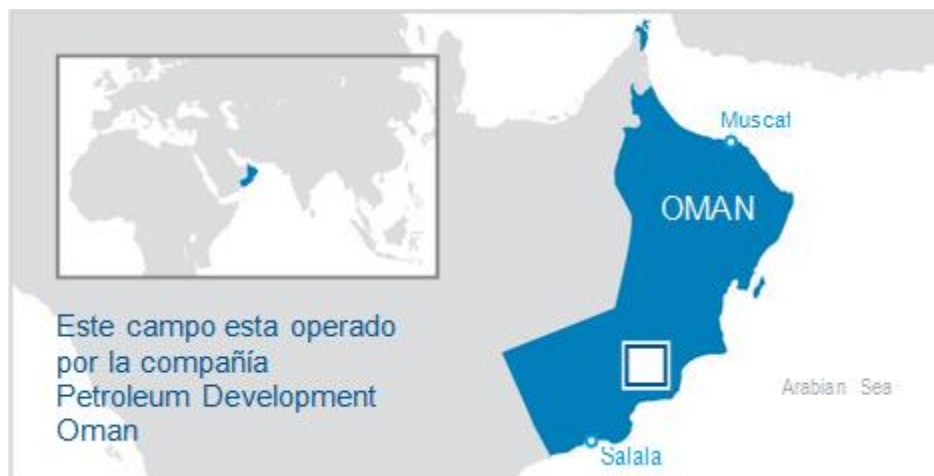 Muscat
OMAN
Este campo esta operado
por la compañía
Petroleum Development
Oman
Arabian Sea
Salala